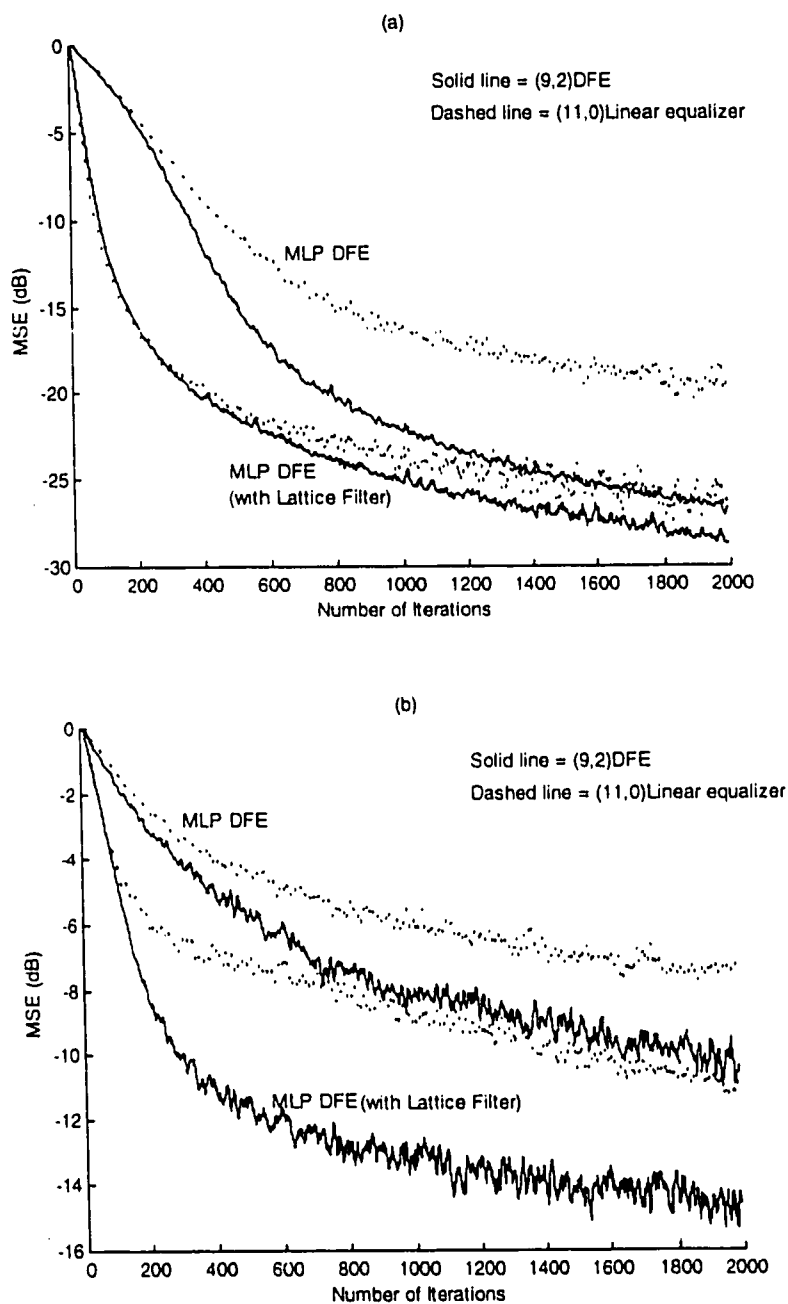 (a)
Solid line = (9,2)DFE
Dashed line = (11,0)Linear equalizer
0
-5
-10
-15
-20
-25
-30
MSE (dB)
MLP DFE
MLP DFE
(with Lattice Filter)
0 200 400 600 800 1000 1200 1400 1600 1800 2000
Number of Iterations
(b)
Solid line = (9,2)DFE
Dashed line = (11,0)Linear equalizer
0
-2
-4
-6
-8
-10
-12
-14
-16
MSE (dB)
MLP DFE
MLP DFE (with Lattice Filter)
0 200 400 600 800 1000 1200 1400 1600 1800 2000
Number of Iterations